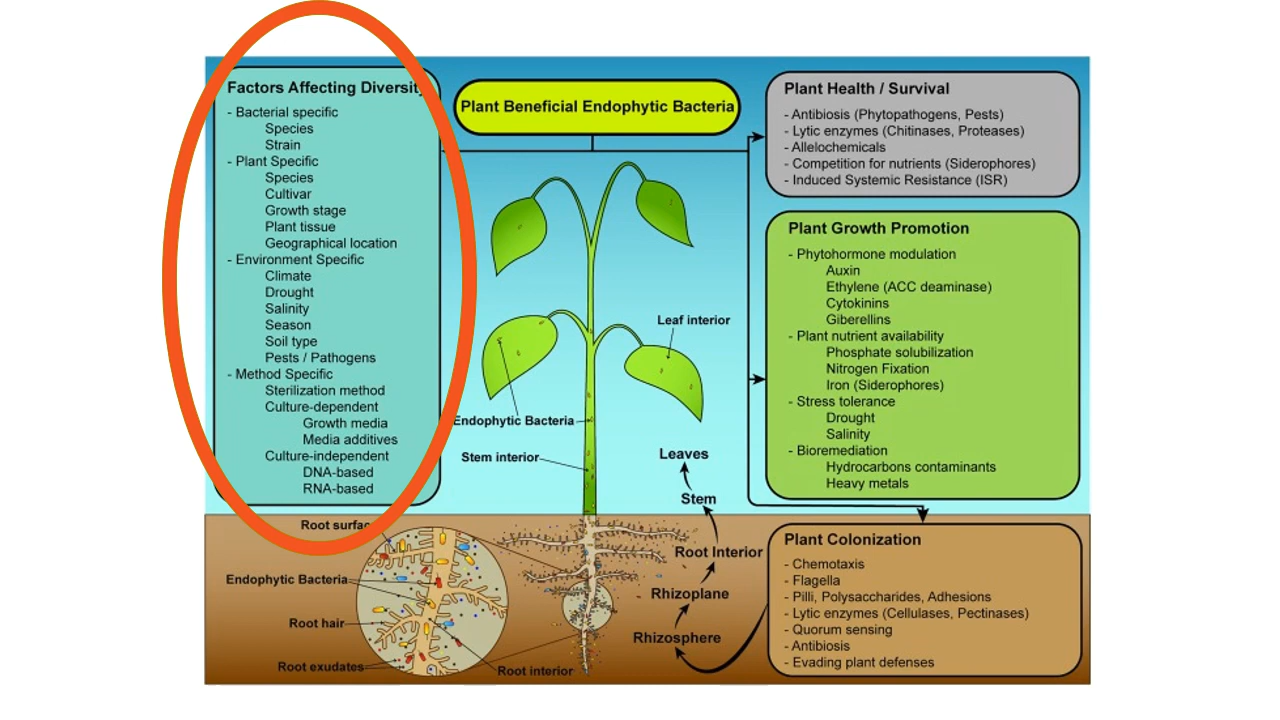 Factors Affecting Diversity
- Bacterial specific
Species
Strain
- Plant Specific
Species
Cultivar
Growth stage
Plant tissue
Geographical location
- Environment Specific
Climate
Drought
Salinity
Season
Soil type
Pests / Pathogens
- Method Specific
Sterilization method
Culture-dependent
Growth media
Media additives
Culture-independent
DNA-based
RNA-based
Plant Beneficial Endophytic Bacteria
Leaf interior
Endophytic Bacteria
Stem interior
Leaves
Stem
Root Interior
Rhizoplane
Rhizosphere
Root surface
Endophytic Bacteria
Root hair
Root exudates
Root interior
Plant Health / Survival
- Antibiosis (Phytopathogens, Pests)
- Lytic enzymes (Chitinases, Proteases)
- Allelochemicals
- Competition for nutrients (Siderophores)
- Induced Systemic Resistance (ISR)
Plant Growth Promotion
- Phytohormone modulation
Auxin
Ethylene (ACC deaminase)
Cytokinins
Giberellins
- Plant nutrient availability
Phosphate solubilization
Nitrogen Fixation
Iron (Siderophores)
- Stress tolerance
Drought
Salinity
- Bioremediation
Hydrocarbons contaminants
Heavy metals
Plant Colonization
- Chemotaxis
- Flagella
- Pilli, Polysaccharides, Adhesions
- Lytic enzymes (Cellulases, Pectinases)
- Quorum sensing
- Antibiosis
- Evading plant defenses